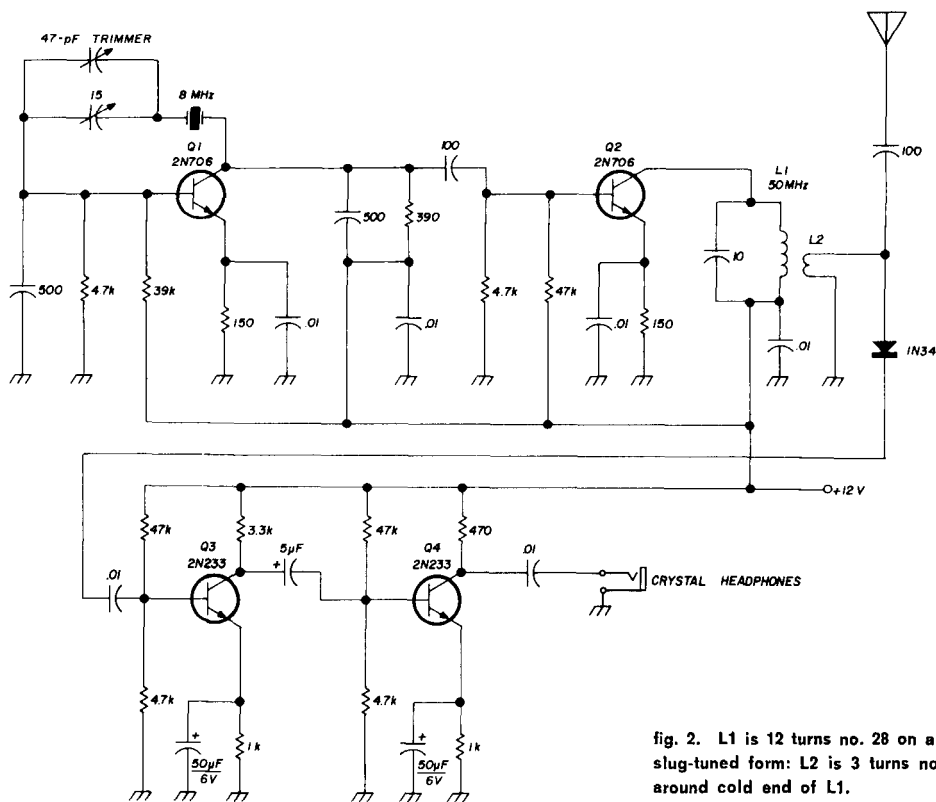 47-pF TRIMMER
15
8 MHz
Q1
2N706
100
Q2
2N706
L1
50MHz
100
L2
500
390
10
500
4.7k
39k
150
.01
.01
4.7k
47k
.01
150
.01
1N34
+12V
47k
3.3k
47k
470
Q3
2N233
5µF
+
Q4
2N233
.01
.01
CRYSTAL HEADPHONES
4.7k
4.7k
+
50µF
6V
1k
+
50µF
6V
1k
fig. 2. L1 is 12 turns no. 28 on a
slug-tuned form: L2 is 3 turns no
around cold end of L1.